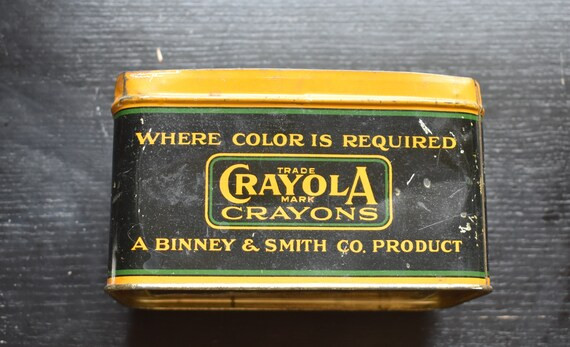 WHERE COLOR IS REQUIRED
TRADE
CRAYOLA
MARK
CRAYONS
A BINNEY & SMITH CO. PRODUCT